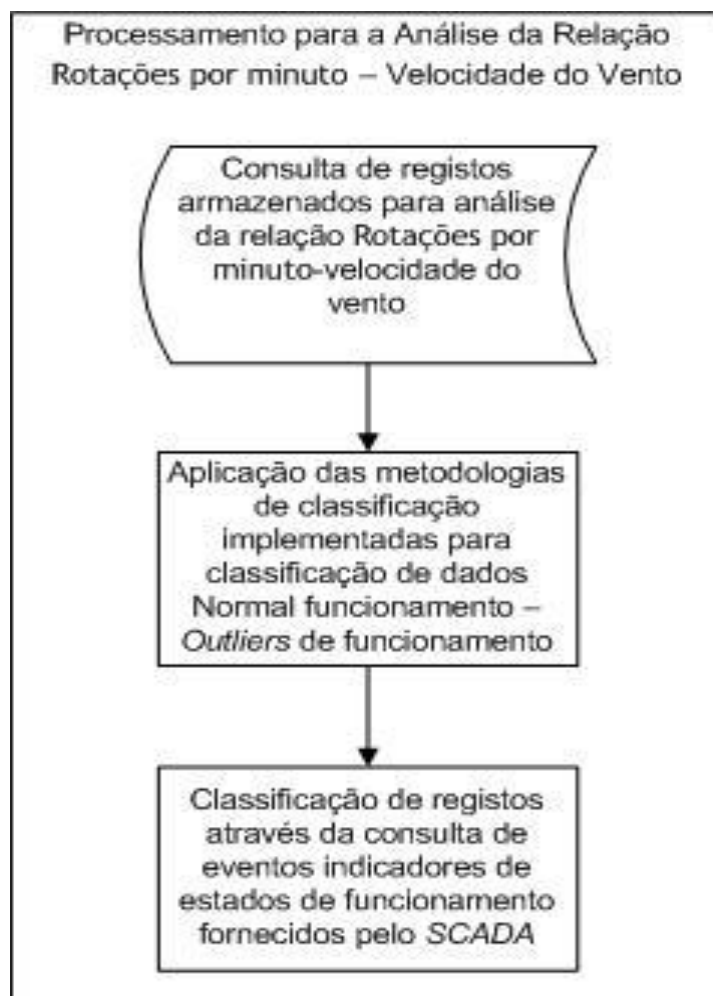 Processamento para a Análise da Relação
Rotações por minuto – Velocidade do Vento
Consulta de registos
armazenados para análise
da relação Rotações por
minuto-velocidade do
vento
Aplicação das metodologias
de classificação
implementadas para
classificação de dados
Normal funcionamento –
Outliers de funcionamento
Classificação de registos
através da consulta de
eventos indicadores de
estados de funcionamento
fornecidos pelo SCADA